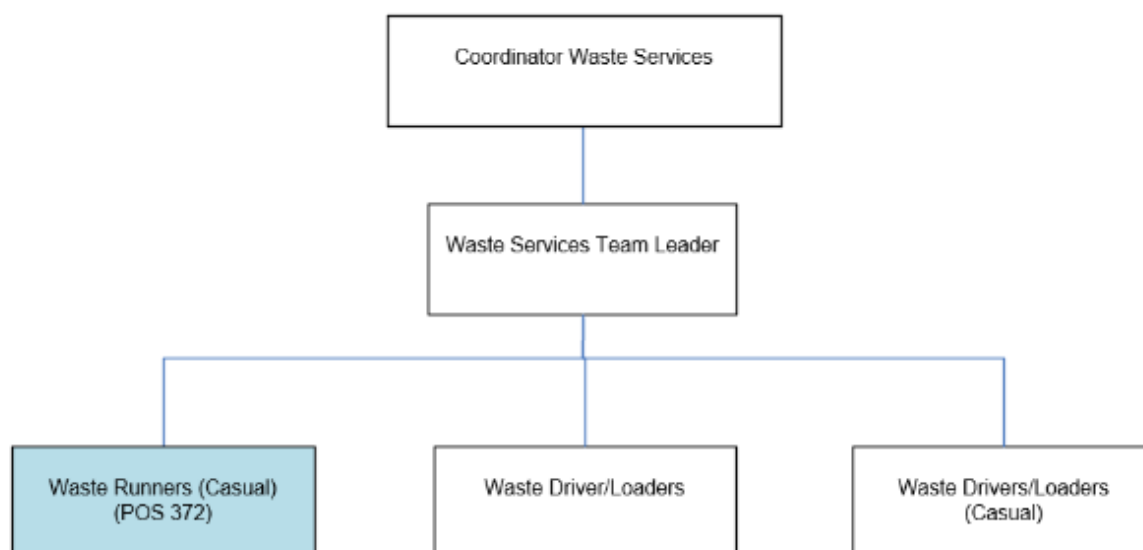 Coordinator Waste Services
Waste Services Team Leader
Waste Runners (Casual)
(POS 372)
Waste Driver/Loaders
Waste Drivers/Loaders
(Casual)